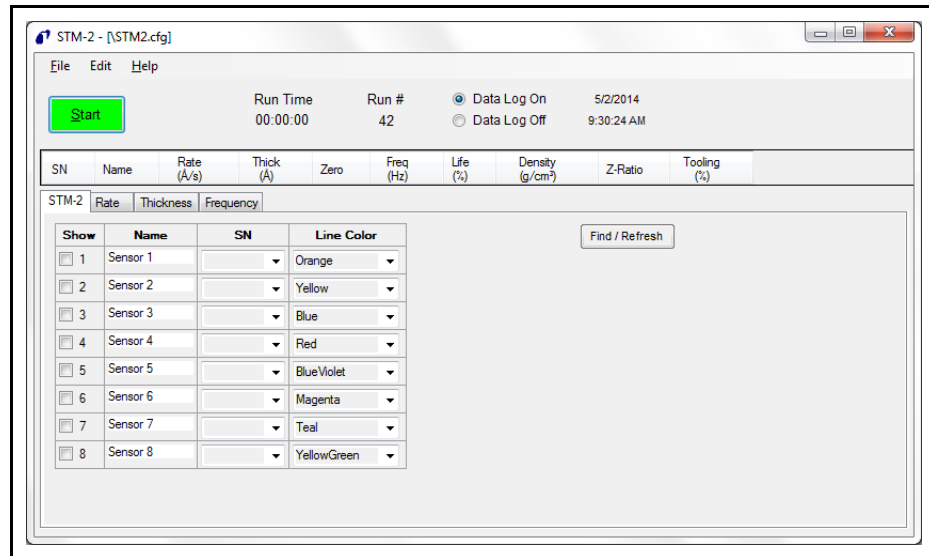 STM-2 - [\STM2.cfg]
File Edit Help
Start
Run Time Run #
00:00:00 42
Data Log On 5/2/2014
Data Log Off 9:30:24 AM
SN Name Rate (Å/s) Thick (Å) Zero Freq (Hz) Life (%) Density (g/cm³) Z-Ratio Tooling (%)
STM-2 Rate Thickness Frequency
Show Name SN Line Color
Find / Refresh
1 Sensor 1 Orange
2 Sensor 2 Yellow
3 Sensor 3 Blue
4 Sensor 4 Red
5 Sensor 5 BlueViolet
6 Sensor 6 Magenta
7 Sensor 7 Teal
8 Sensor 8 YellowGreen